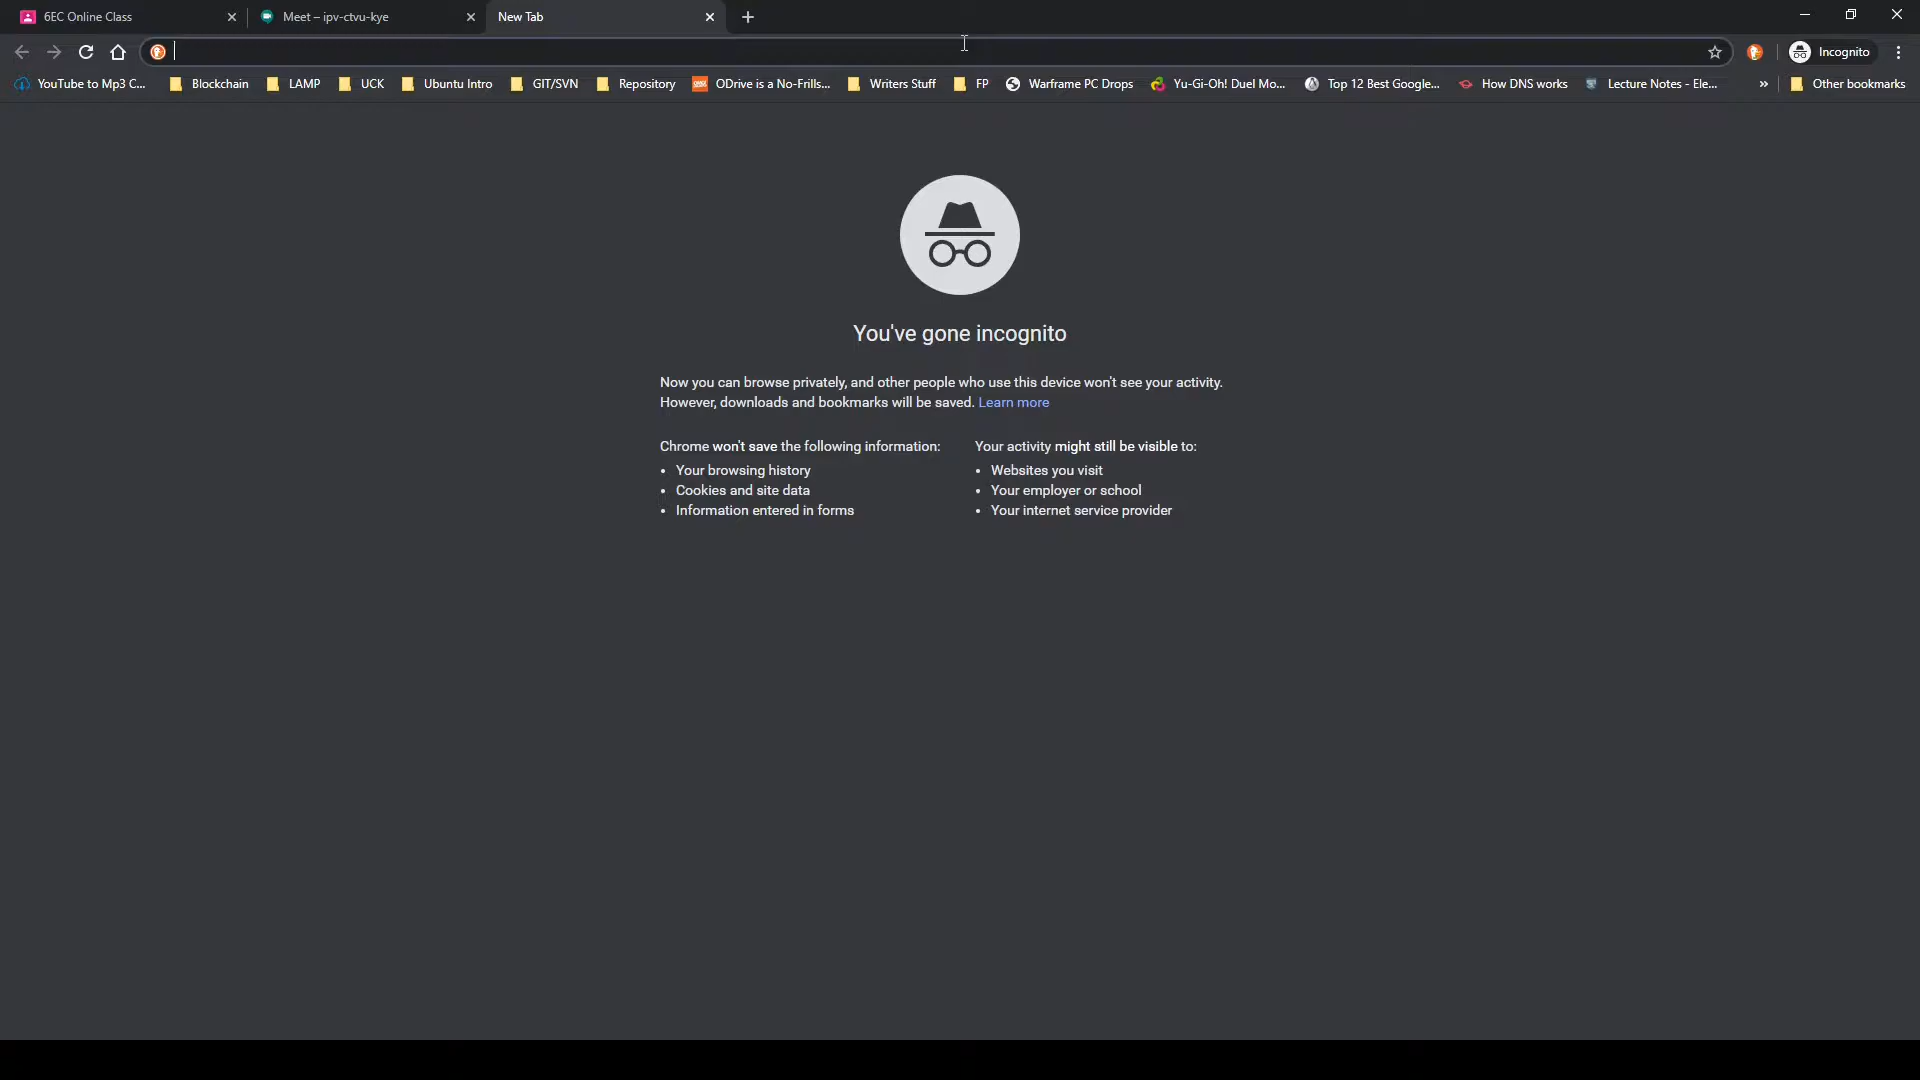 6EC Online Class
Meet – ipv-ctvu-kye
New Tab
Incognito
YouTube to Mp3 C...
Blockchain
LAMP
UCK
Ubuntu Intro
GIT/SVN
Repository
ODrive is a No-Frills...
Writers Stuff
FP
Warframe PC Drops
Yu-Gi-Oh! Duel Mo...
Top 12 Best Google...
How DNS works
Lecture Notes - Ele...
»
Other bookmarks
You've gone incognito
Now you can browse privately, and other people who use this device won't see your activity.
However, downloads and bookmarks will be saved. Learn more
Chrome won't save the following information:
• Your browsing history
• Cookies and site data
• Information entered in forms
Your activity might still be visible to:
• Websites you visit
• Your employer or school
• Your internet service provider